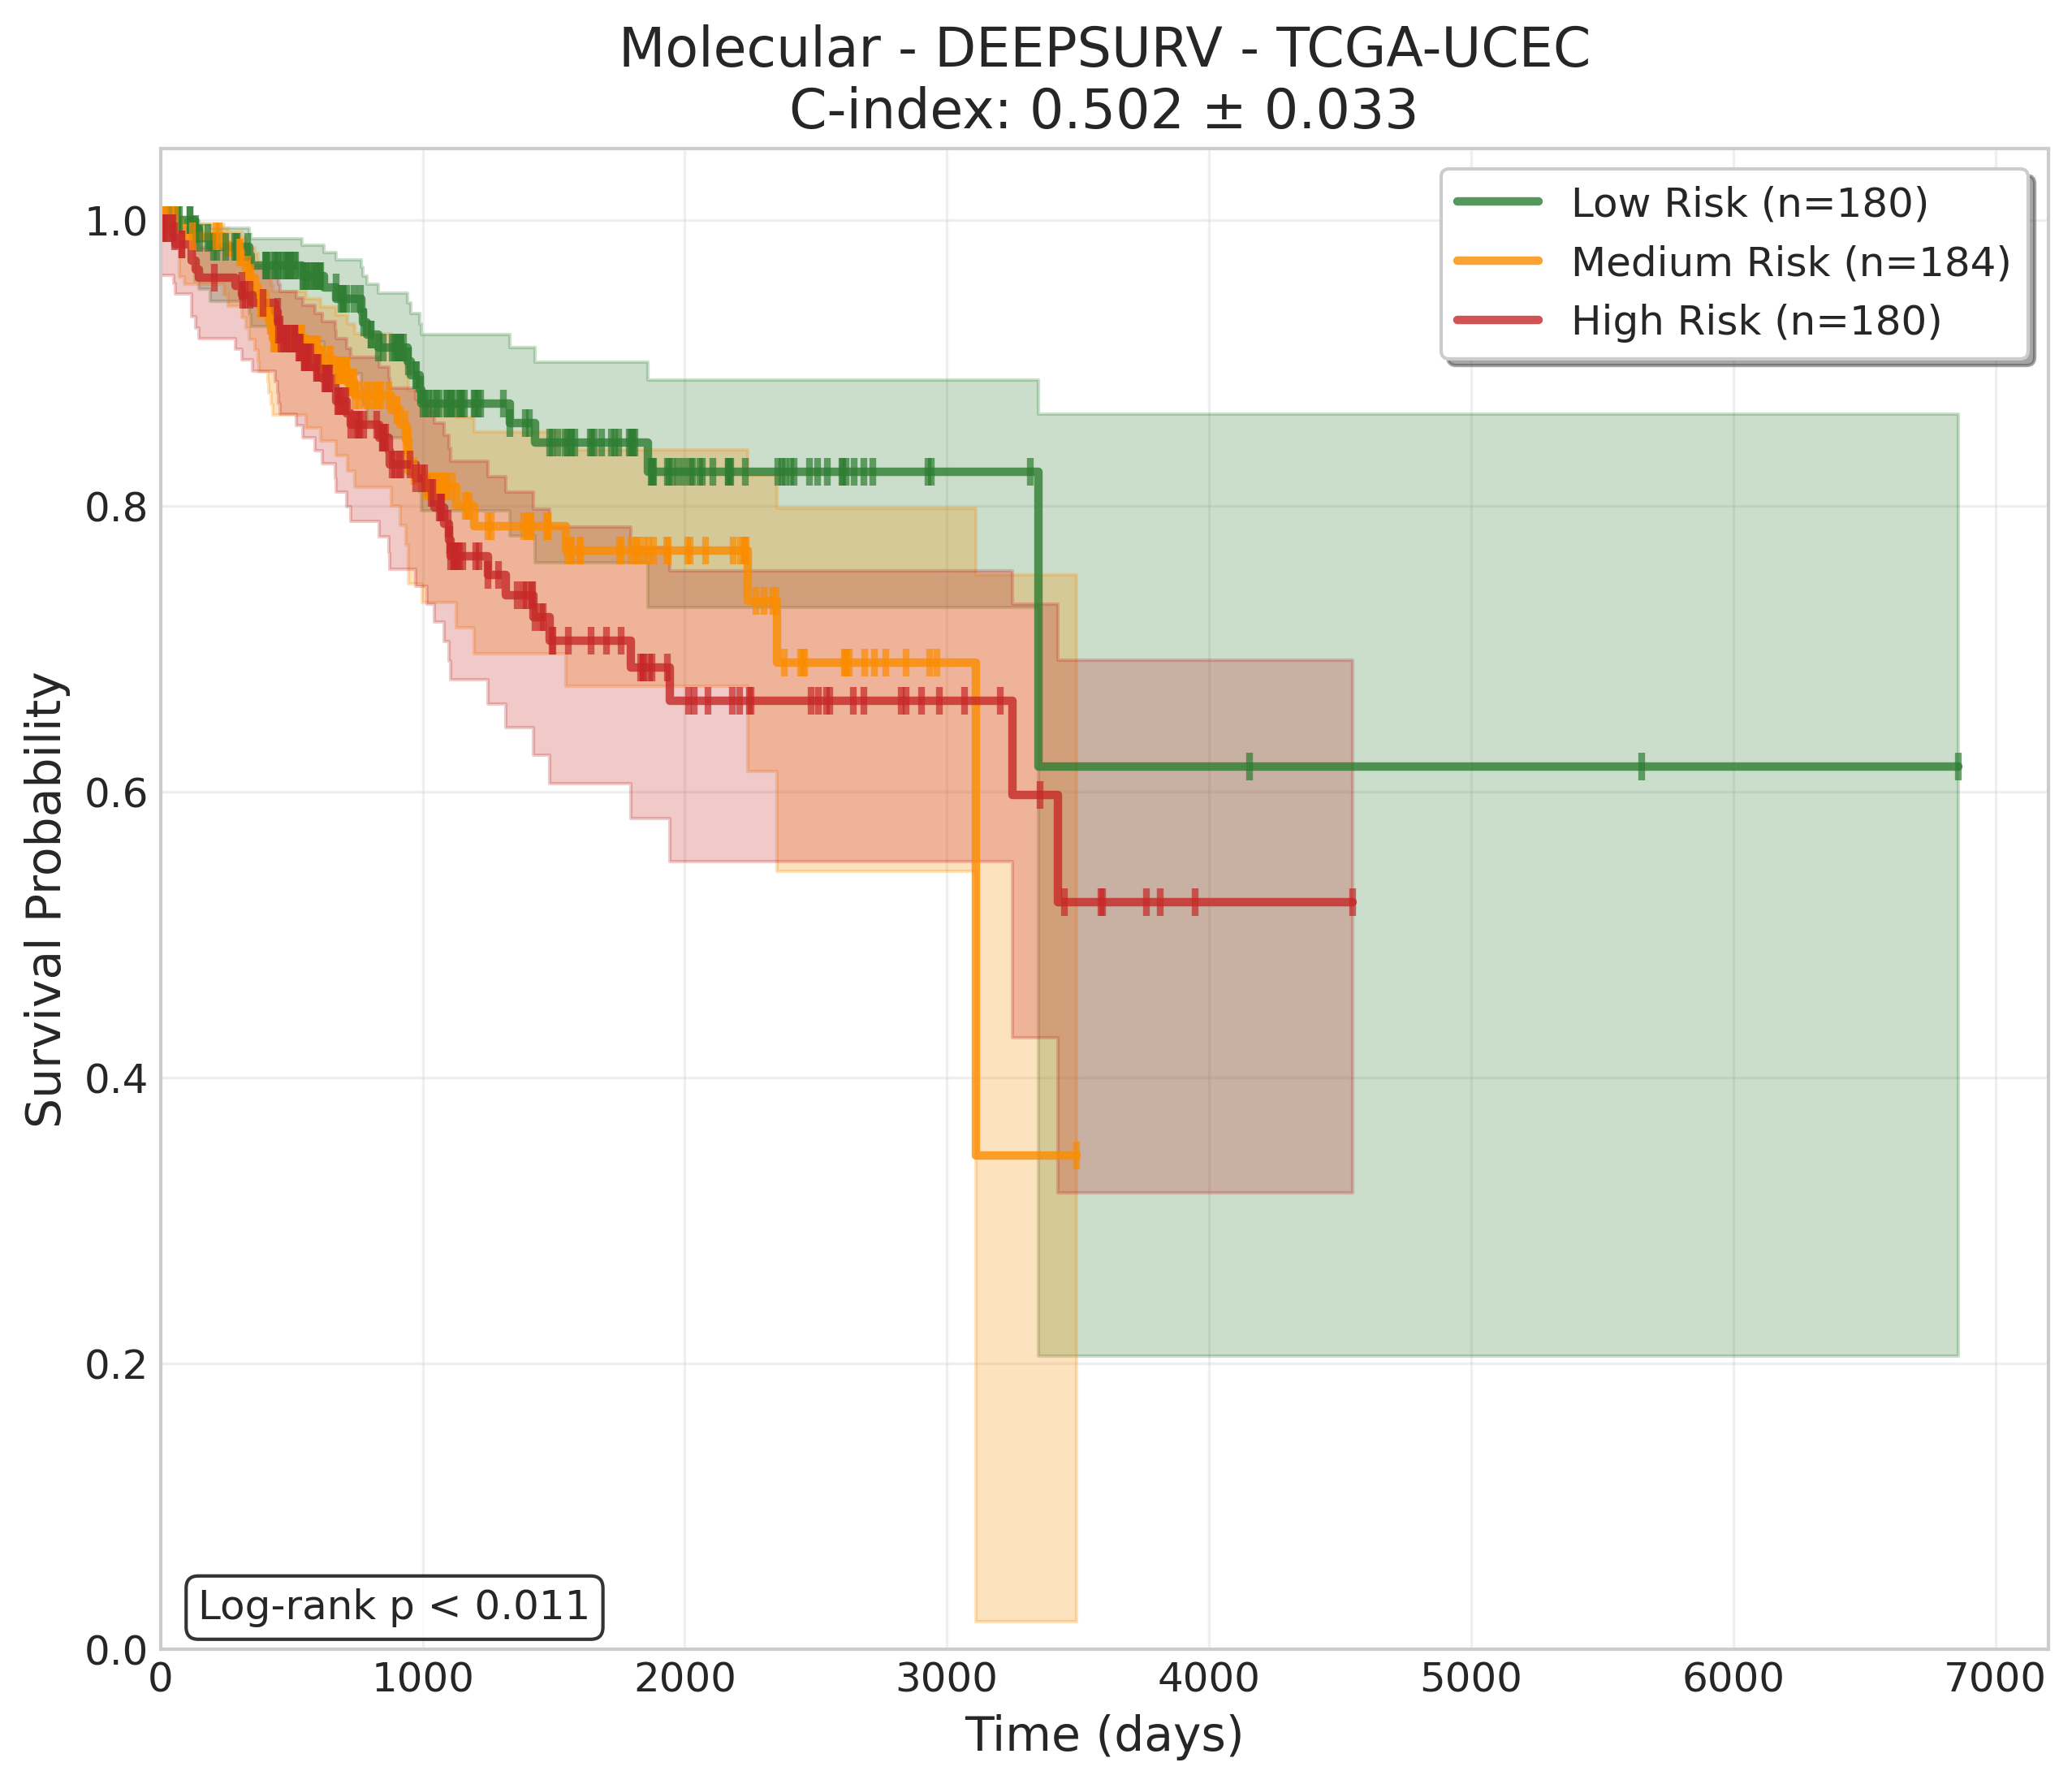 Molecular - DEEPSURV - TCGA-UCEC
C-index: 0.502 ± 0.033
Low Risk (n=180)
Medium Risk (n=184)
High Risk (n=180)
Survival Probability
1.0
0.8
0.6
0.4
0.2
0.0
Log-rank p < 0.011
0 1000 2000 3000 4000 5000 6000 7000
Time (days)